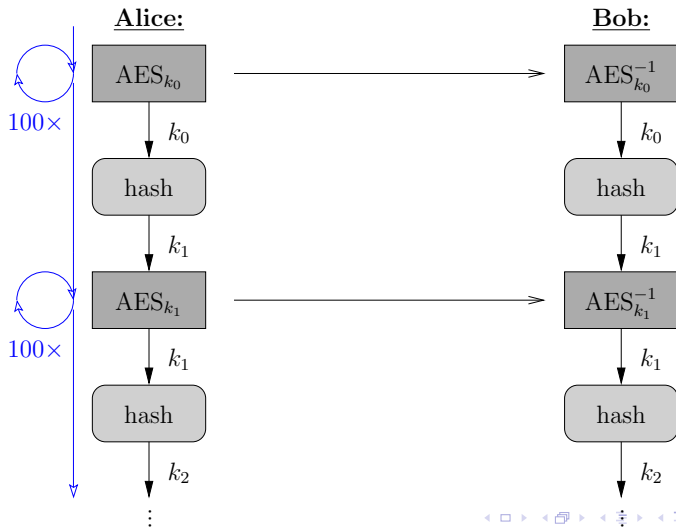 Alice: Bob:
AES_{k_0} AES_{k_0}^{-1}
100×
k_0 k_0
hash hash
k_1 k_1
AES_{k_1} AES_{k_1}^{-1}
100×
k_1 k_1
hash hash
k_2 k_2
⋮ ⋮